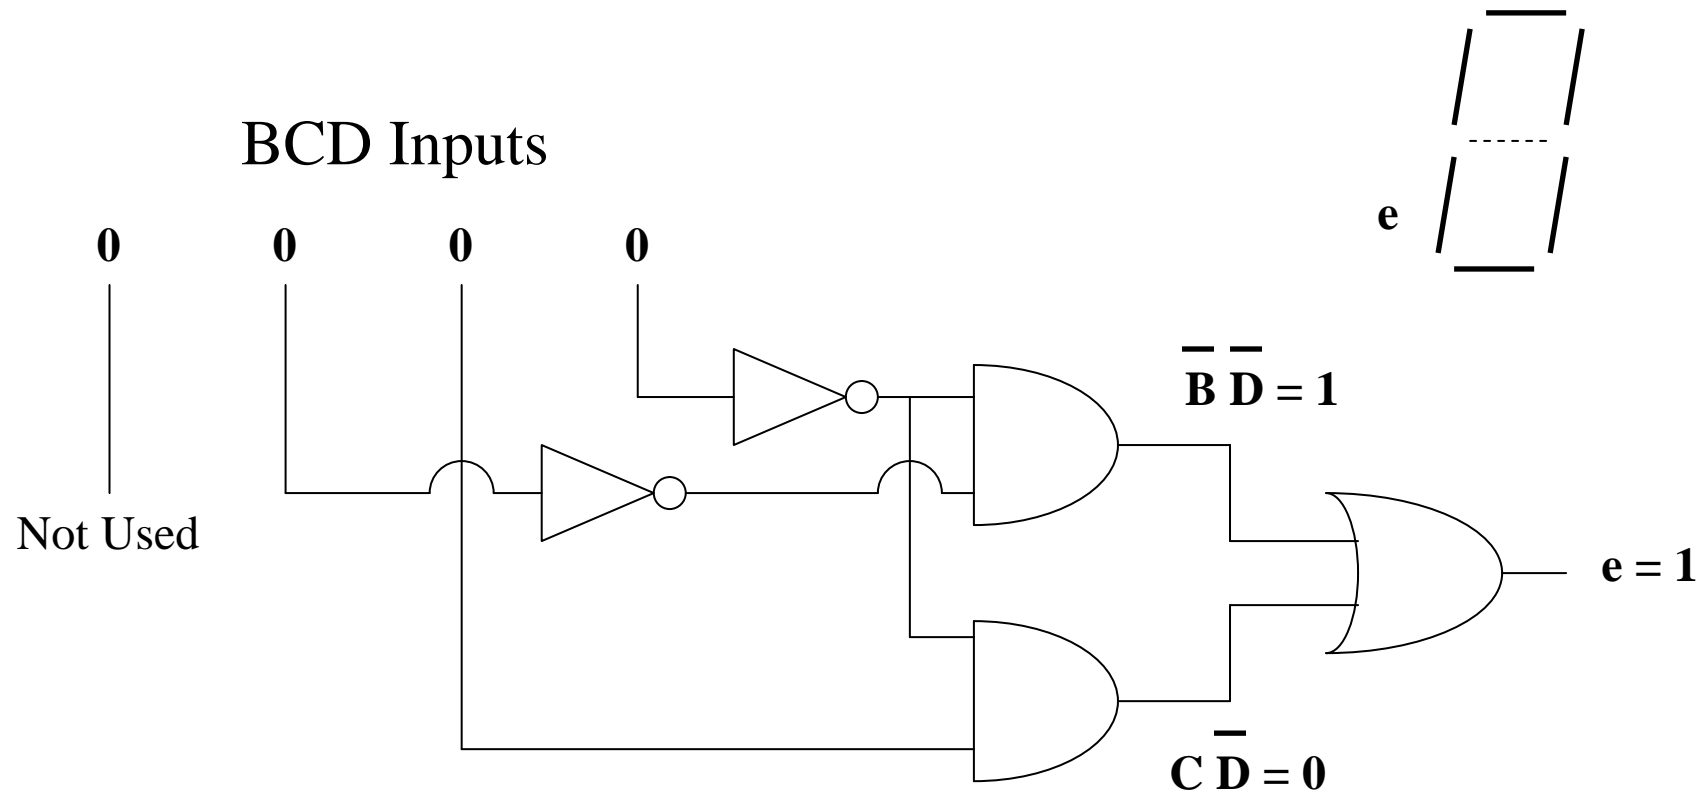 BCD Inputs
0 0 0 0
e
B̅ D̅ = 1
Not Used
e = 1
C D̅ = 0